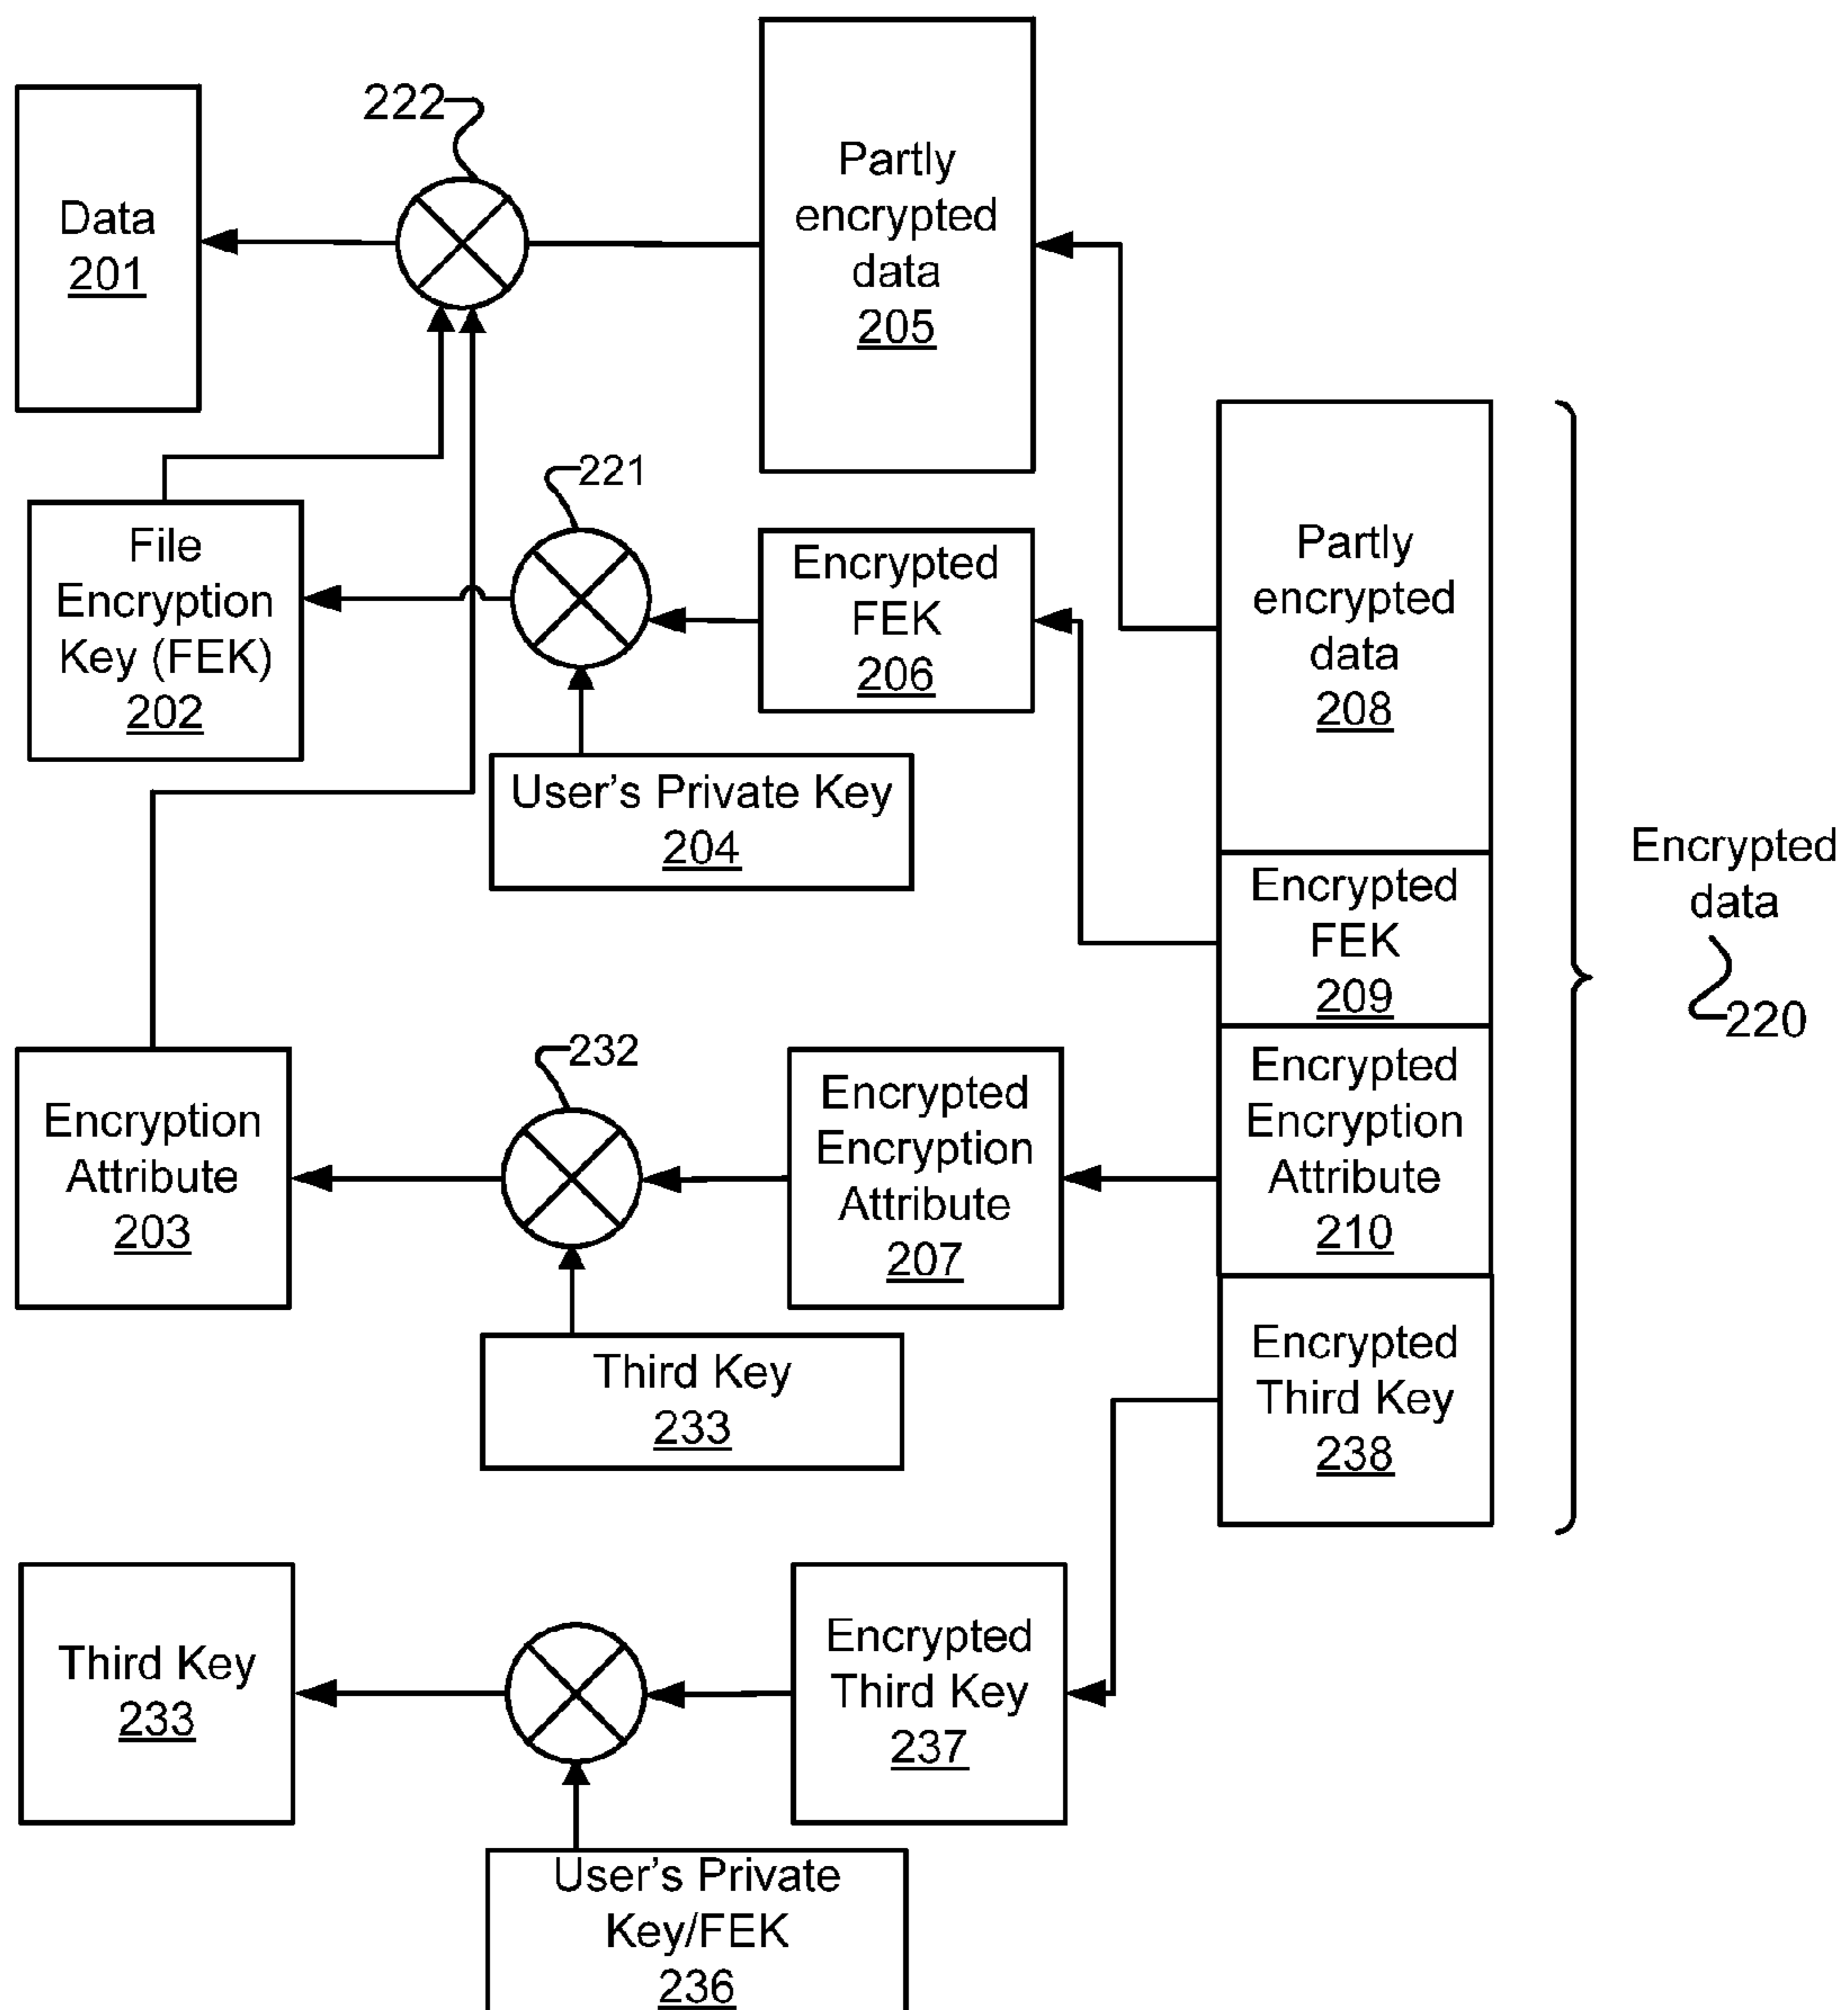 222
Data
201
Partly
encrypted
data
205
File
Encryption
Key (FEK)
202
221
Encrypted
FEK
206
User's Private Key
204
Partly
encrypted
data
208
Encrypted
FEK
209
Encrypted
Encryption
Attribute
210
Encrypted
Third Key
238
Encrypted
data
220
Encryption
Attribute
203
232
Encrypted
Encryption
Attribute
207
Third Key
233
Third Key
233
Encrypted
Third Key
237
User's Private
Key/FEK
236